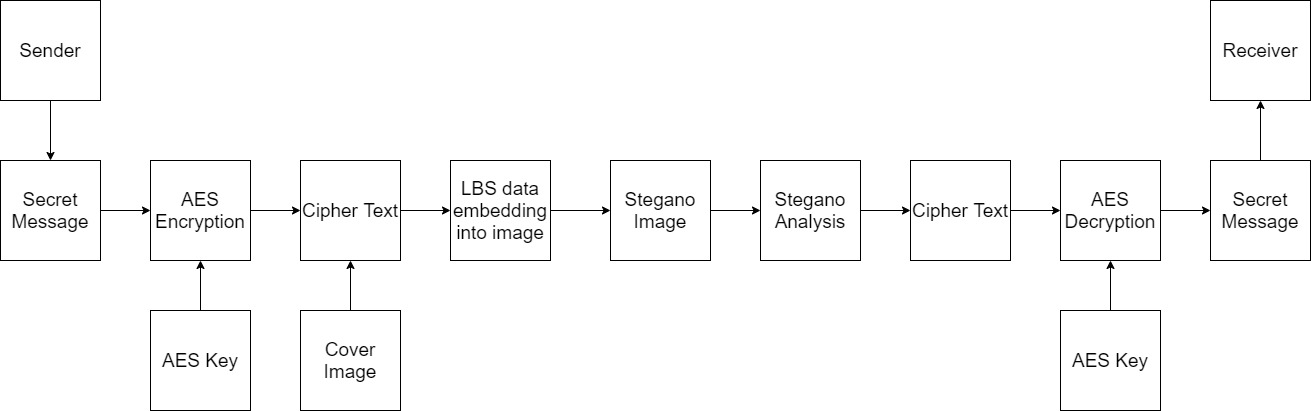 Sender
Receiver
Secret
Message
AES
Encryption
Cipher Text
LBS data
embedding
into image
Stegano
Image
Stegano
Analysis
Cipher Text
AES
Decryption
Secret
Message
AES Key
Cover
Image
AES Key